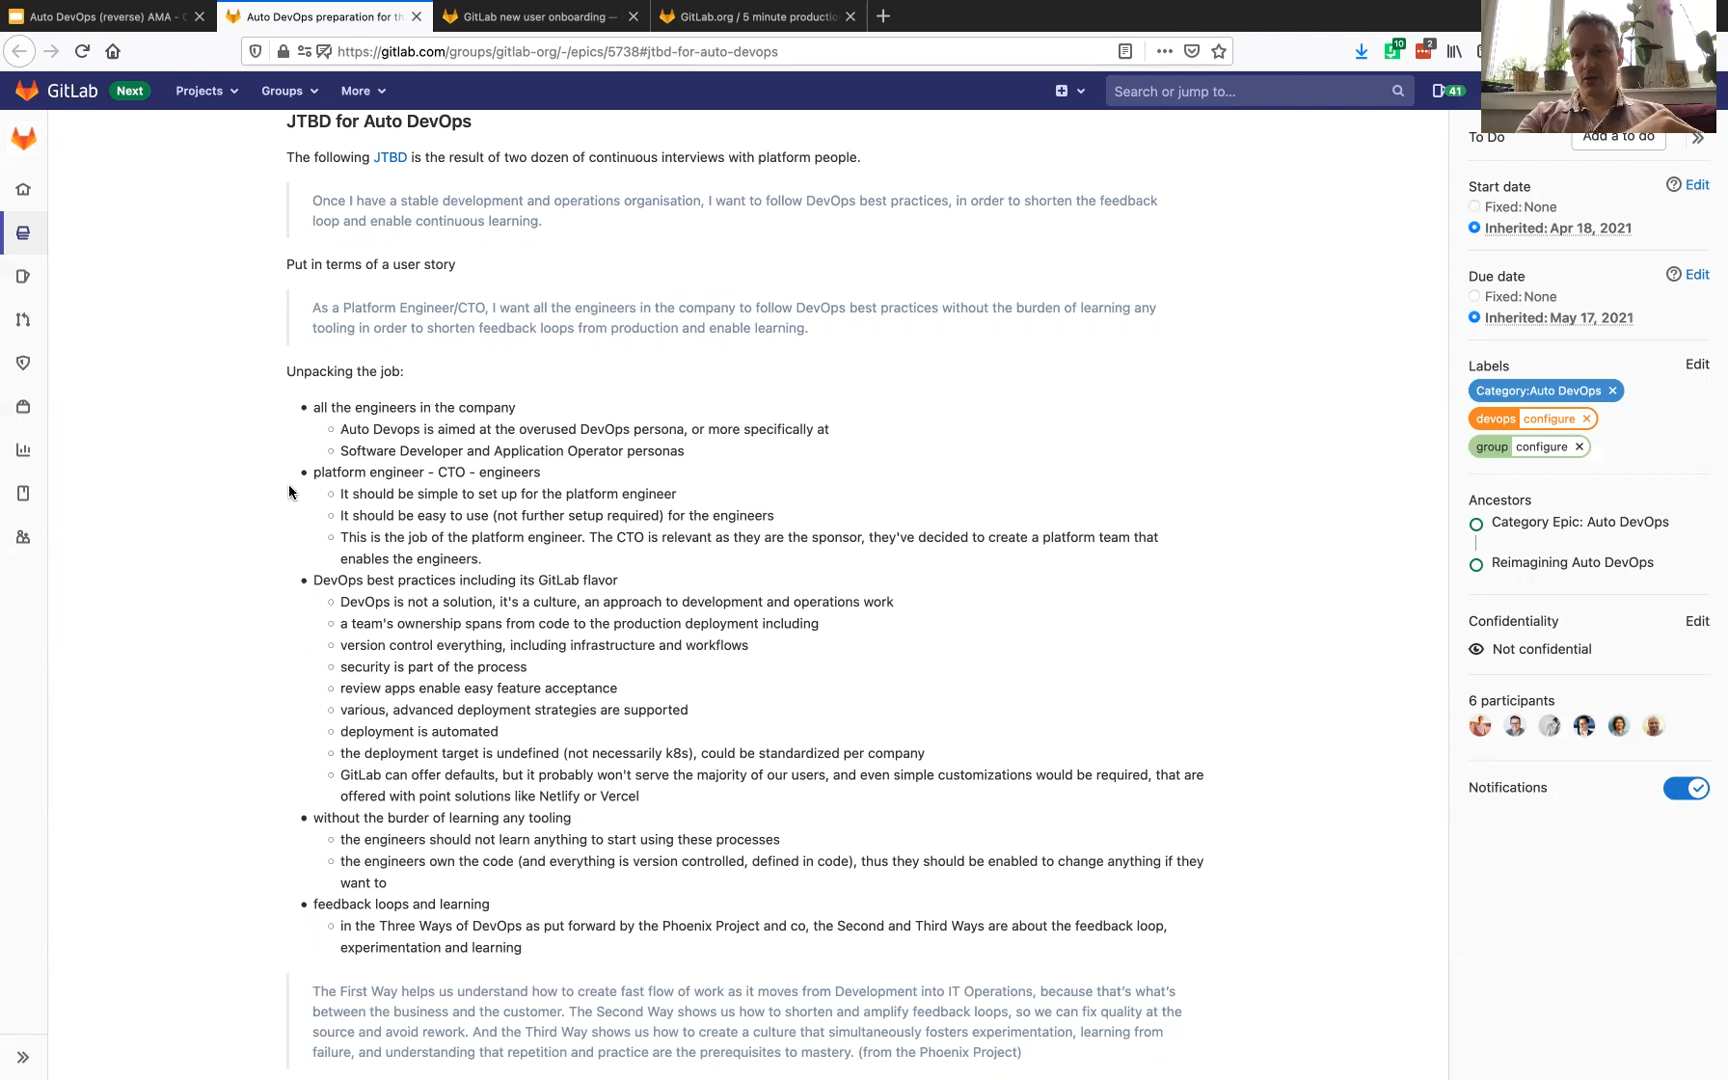 Auto DevOps (reverse) AMA - G
Auto DevOps preparation for th
GitLab new user onboarding —
GitLab.org / 5 minute productio
https://gitlab.com/groups/gitlab-org/-/epics/5738#jtbd-for-auto-devops
10
2
GitLab Next Projects Groups More Search or jump to... 41
JTBD for Auto DevOps
The following JTBD is the result of two dozen of continuous interviews with platform people.
Once I have a stable development and operations organisation, I want to follow DevOps best practices, in order to shorten the feedback
loop and enable continuous learning.
Put in terms of a user story
As a Platform Engineer/CTO, I want all the engineers in the company to follow DevOps best practices without the burden of learning any
tooling in order to shorten feedback loops from production and enable learning.
Unpacking the job:
all the engineers in the company
Auto Devops is aimed at the overused DevOps persona, or more specifically at
Software Developer and Application Operator personas
platform engineer - CTO - engineers
It should be simple to set up for the platform engineer
It should be easy to use (not further setup required) for the engineers
This is the job of the platform engineer. The CTO is relevant as they are the sponsor, they've decided to create a platform team that
enables the engineers.
DevOps best practices including its GitLab flavor
DevOps is not a solution, it's a culture, an approach to development and operations work
a team's ownership spans from code to the production deployment including
version control everything, including infrastructure and workflows
security is part of the process
review apps enable easy feature acceptance
various, advanced deployment strategies are supported
deployment is automated
the deployment target is undefined (not necessarily k8s), could be standardized per company
GitLab can offer defaults, but it probably won't serve the majority of our users, and even simple customizations would be required, that are
offered with point solutions like Netlify or Vercel
without the burder of learning any tooling
the engineers should not learn anything to start using these processes
the engineers own the code (and everything is version controlled, defined in code), thus they should be enabled to change anything if they
want to
feedback loops and learning
in the Three Ways of DevOps as put forward by the Phoenix Project and co, the Second and Third Ways are about the feedback loop,
experimentation and learning
The First Way helps us understand how to create fast flow of work as it moves from Development into IT Operations, because that's what's
between the business and the customer. The Second Way shows us how to shorten and amplify feedback loops, so we can fix quality at the
source and avoid rework. And the Third Way shows us how to create a culture that simultaneously fosters experimentation, learning from
failure, and understanding that repetition and practice are the prerequisites to mastery. (from the Phoenix Project)
To Do Add a to do
Start date Edit
Fixed: None
Inherited: Apr 18, 2021
Due date Edit
Fixed: None
Inherited: May 17, 2021
Labels Edit
Category:Auto DevOps
devops configure
group configure
Ancestors
Category Epic: Auto DevOps
Reimagining Auto DevOps
Confidentiality Edit
Not confidential
6 participants
Notifications